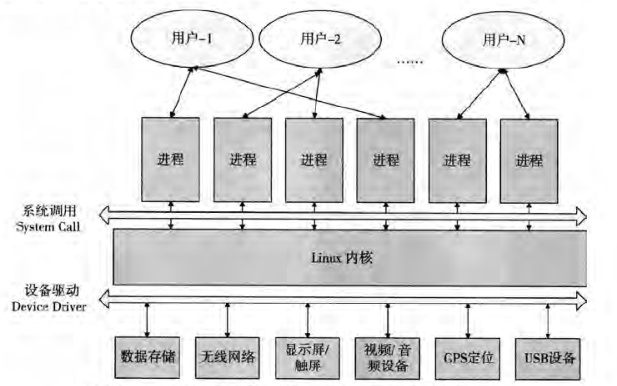 用户-1
用户-2
……
用户-N
进程
进程
进程
进程
进程
进程
系统调用
System Call
Linux 内核
设备驱动
Device Driver
数据存储
无线网络
显示屏/
触屏
视频/音
频设备
GPS定位
USB设备